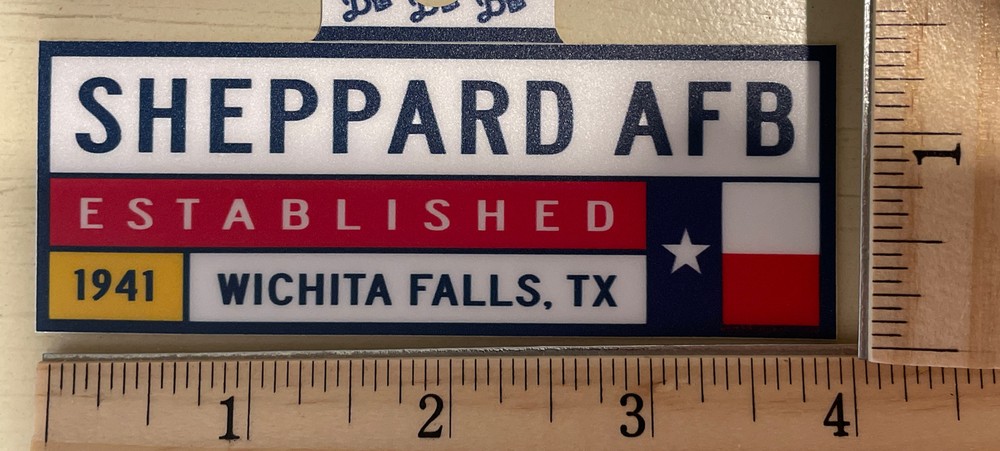 SHEPPARD AFB
ESTABLISHED
1941 WICHITA FALLS, TX
1
1 2 3 4